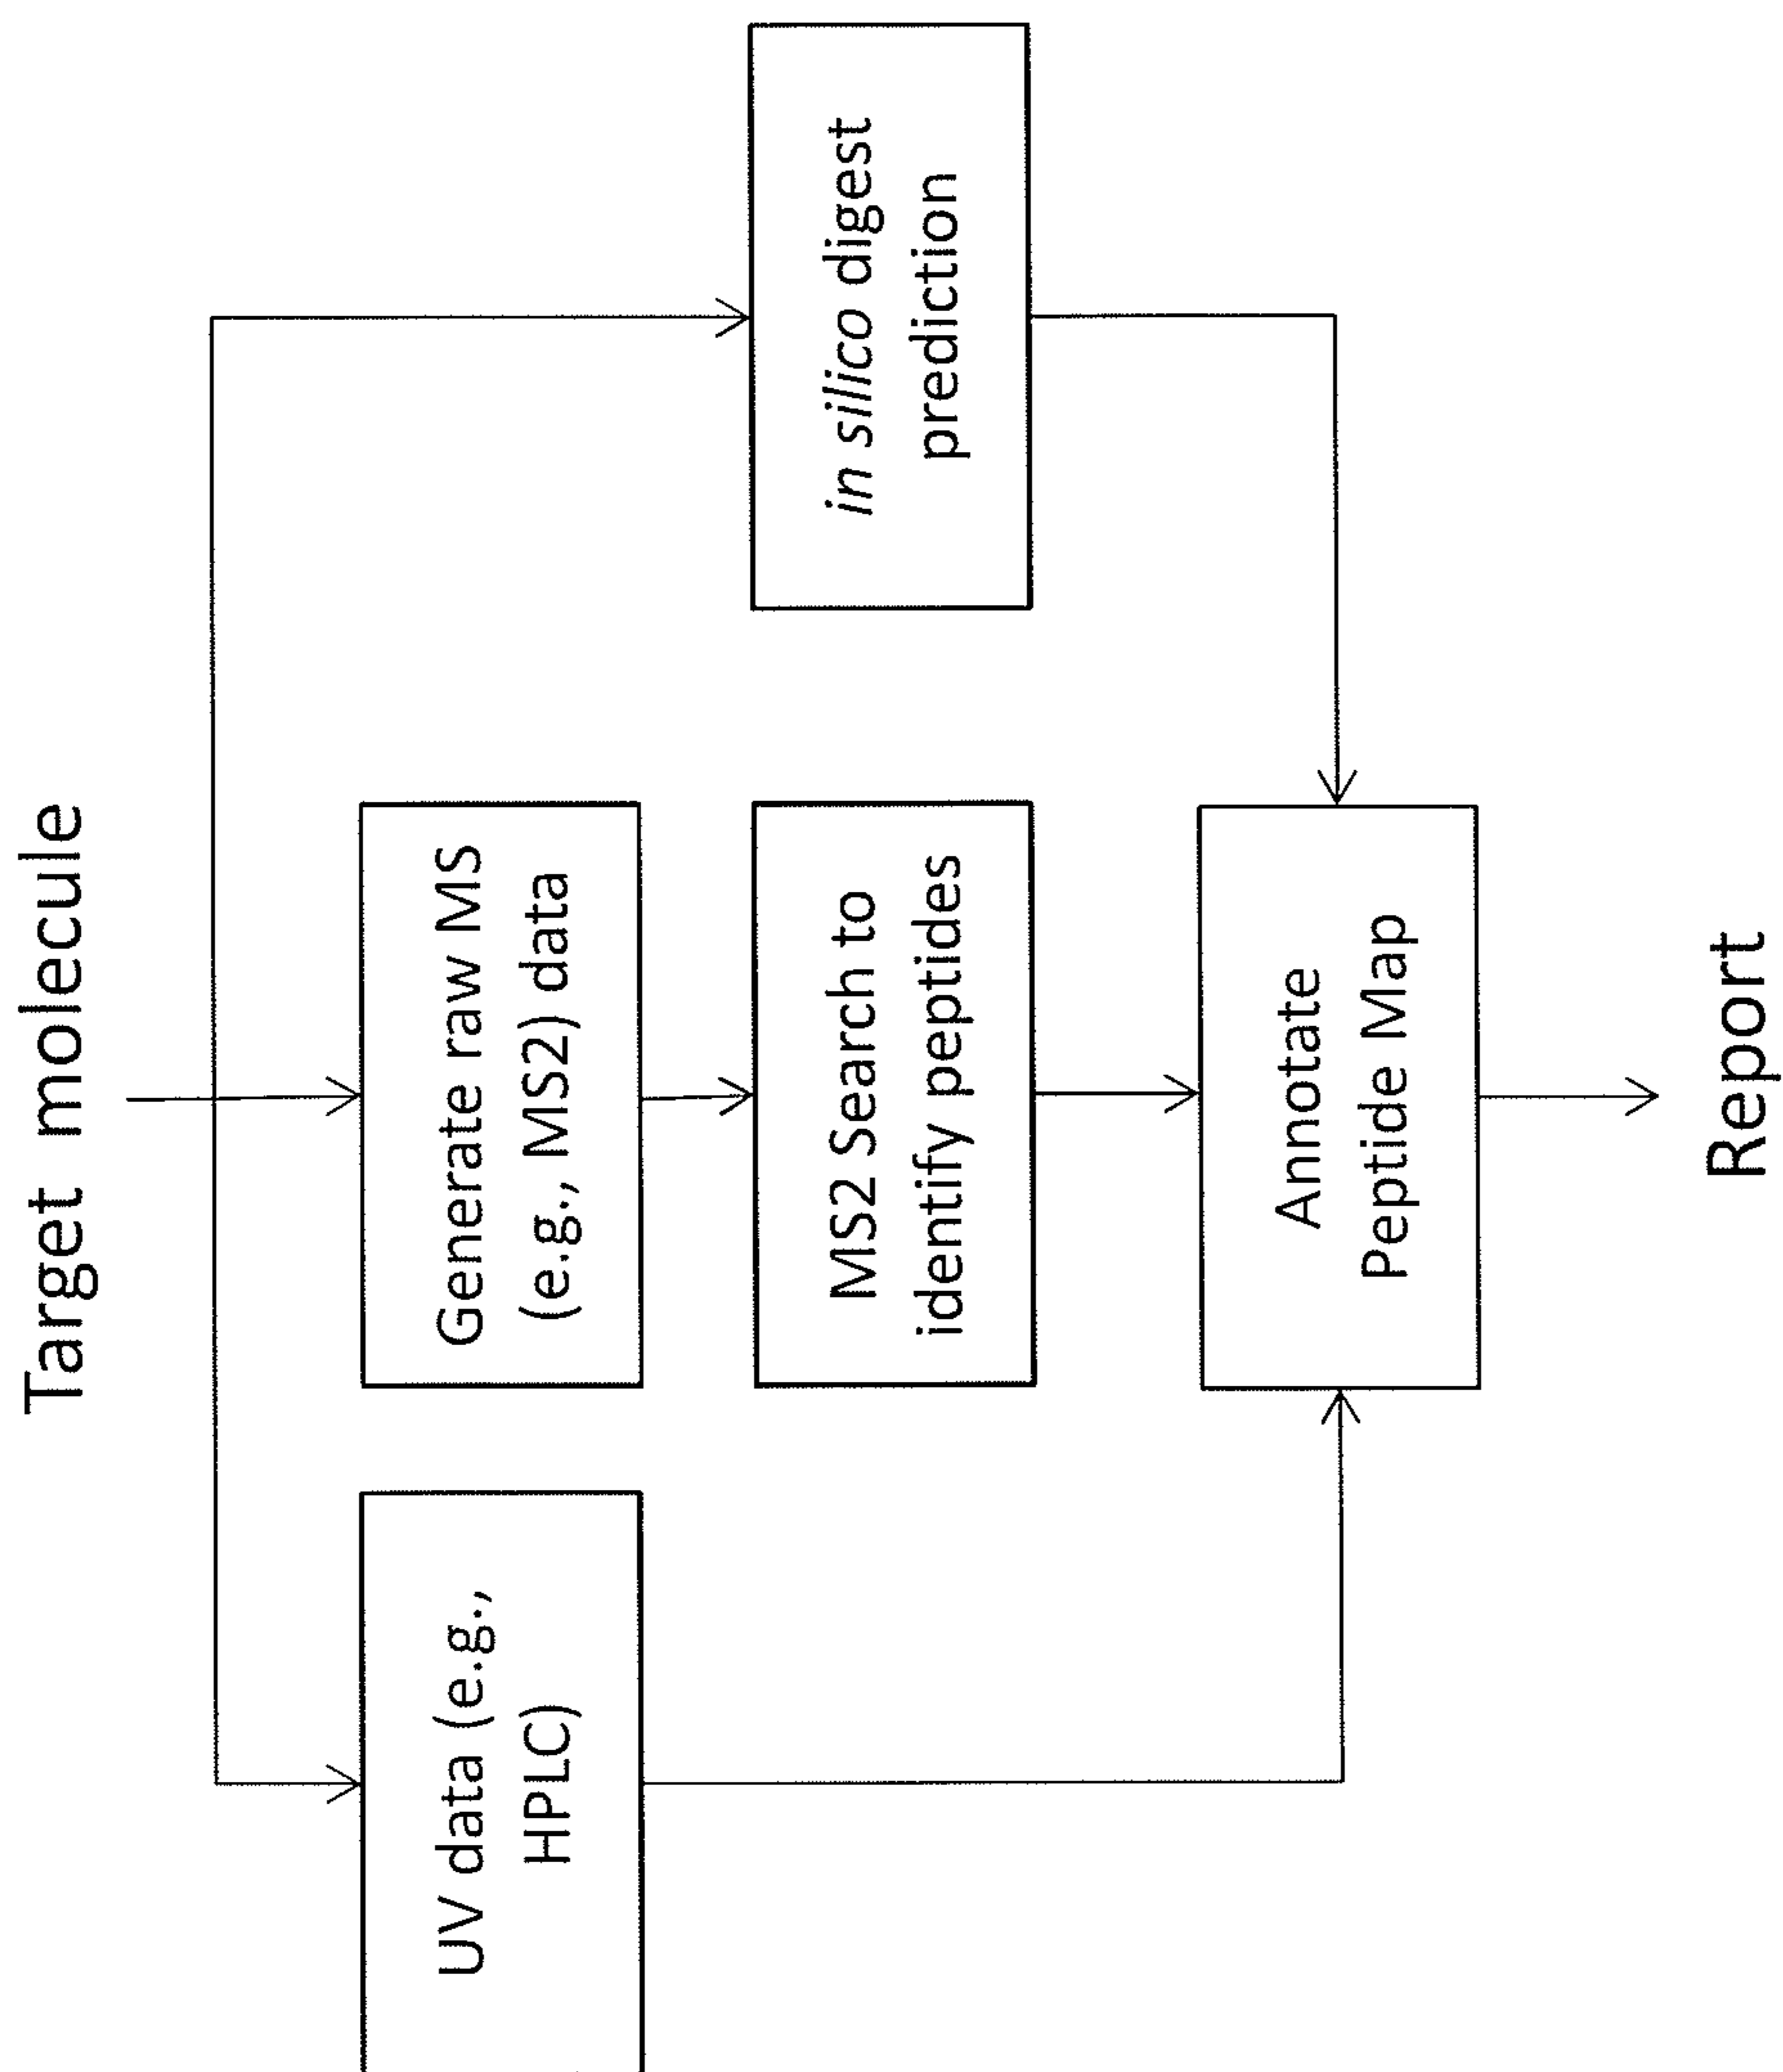 Target molecule
UV data (e.g.,
HPLC)
Generate raw MS
(e.g., MS2) data
MS2 Search to
identify peptides
in silico digest
prediction
Annotate
Peptide Map
Report